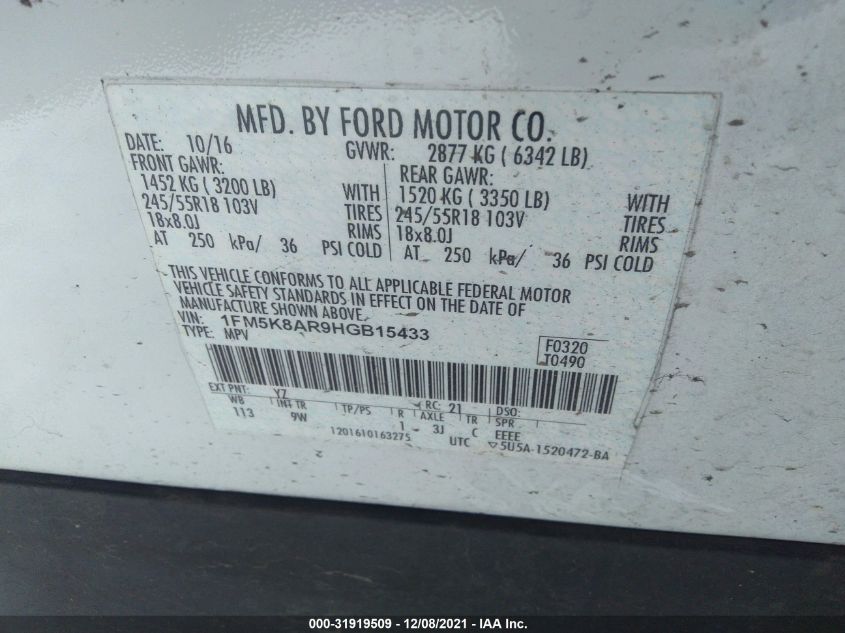 MFD. BY FORD MOTOR CO.
DATE: 10/16 GVWR: 2877 KG ( 6342 LB)
FRONT GAWR: REAR GAWR:
1452 KG ( 3200 LB) WITH 1520 KG ( 3350 LB) WITH
245/55R18 103V TIRES 245/55R18 103V TIRES
18x8.0J RIMS 18x8.0J RIMS
AT 250 kPa/ 36 PSI COLD AT 250 kPa/ 36 PSI COLD
THIS VEHICLE CONFORMS TO ALL APPLICABLE FEDERAL MOTOR
VEHICLE SAFETY STANDARDS IN EFFECT ON THE DATE OF
MANUFACTURE SHOWN ABOVE.
VIN: 1FM5K8AR9HGB15433
TYPE: MPV
F0320
T0490
EXT PNT: YZ RC: 21 DSO:
WB INT TR TP/PS R AXLE TR SPR
113 9W 1 3J C EEEE
1201610163275 UTC ▽5U5A-1520472-BA
000-31919509 - 12/08/2021 - IAA Inc.